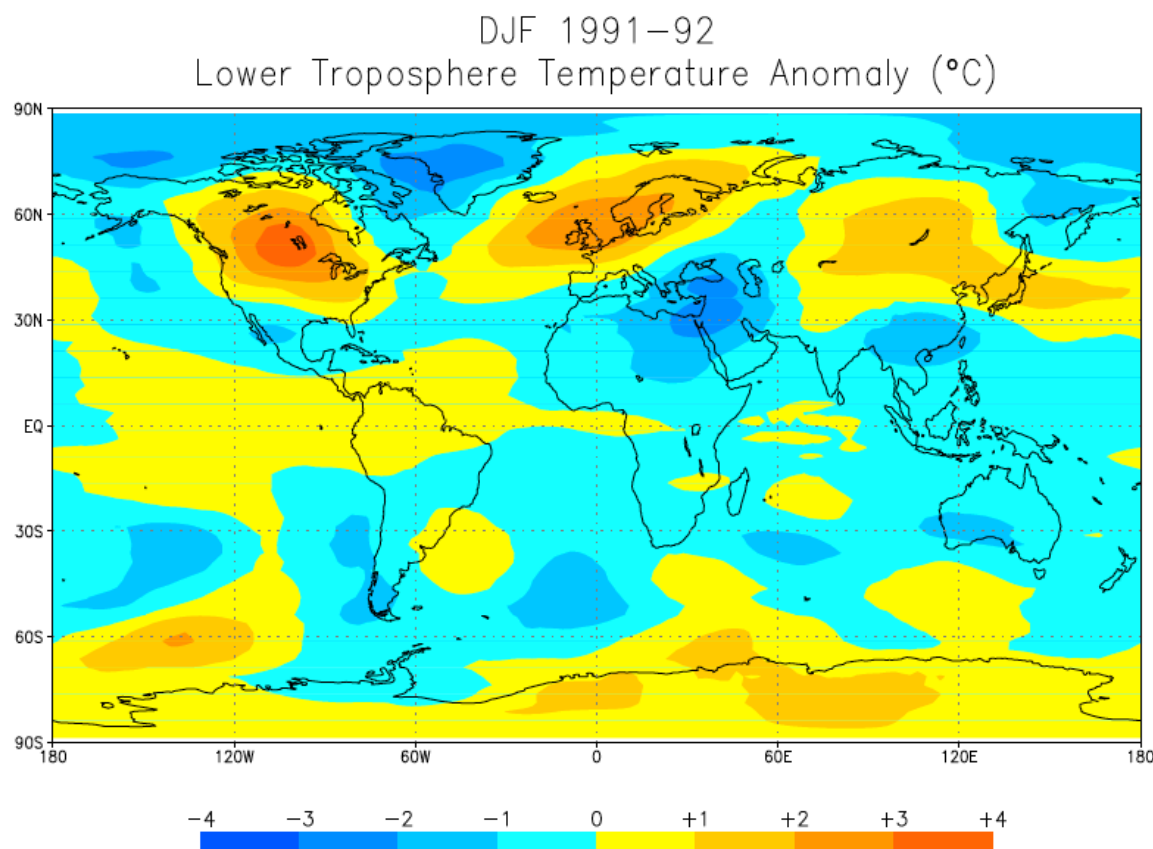 DJF 1991-92
Lower Troposphere Temperature Anomaly (°C)
90N
60N
30N
EQ
30S
60S
90S
180 120W 60W 0 60E 120E 180
-4 -3 -2 -1 0 +1 +2 +3 +4